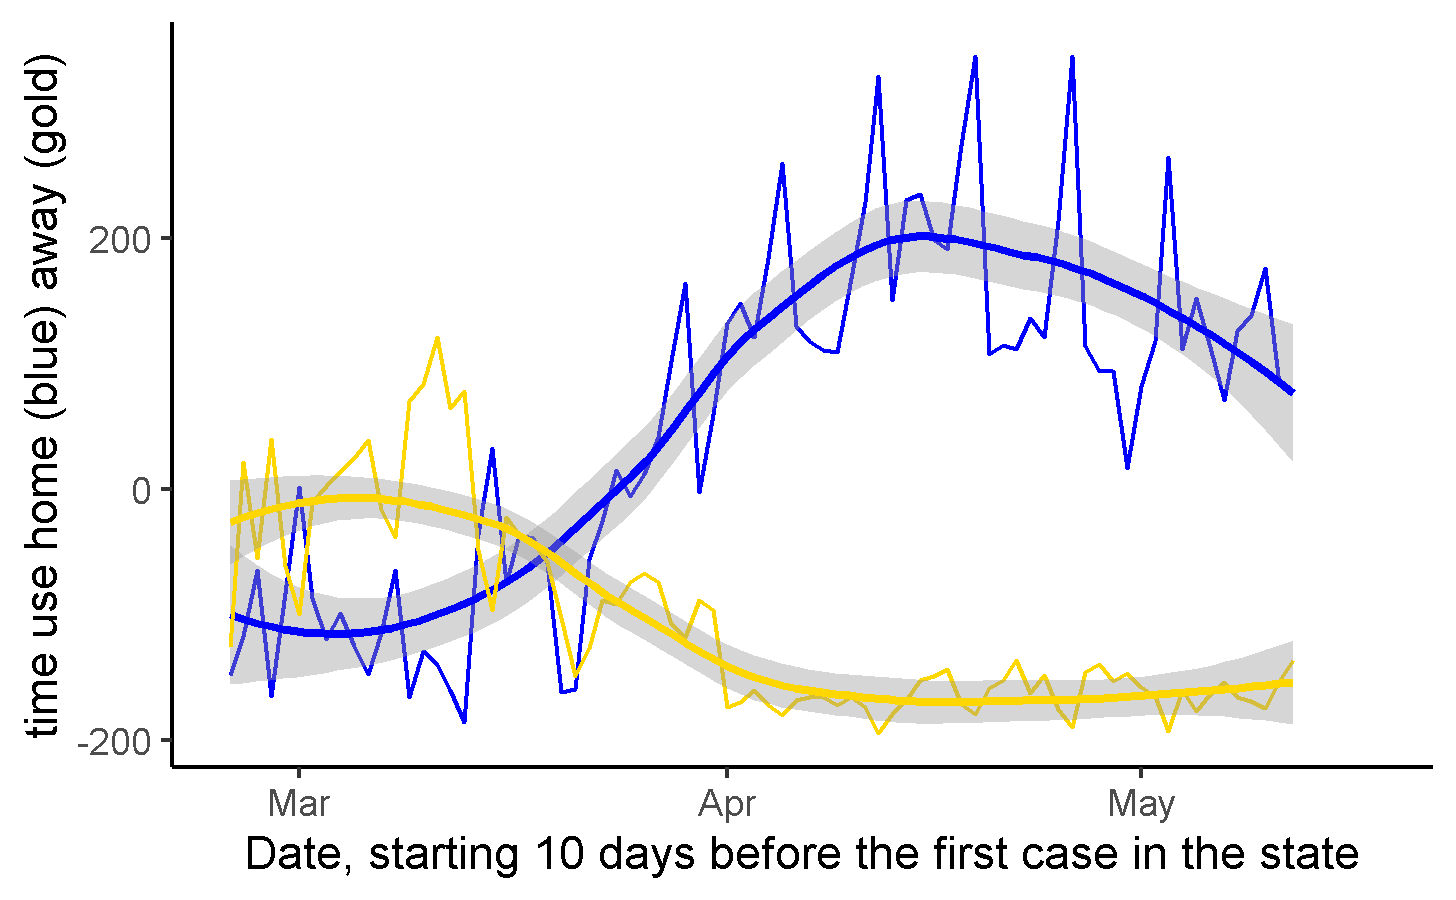 time use home (blue) away (gold)
200
0
-200
Mar
Apr
May
Date, starting 10 days before the first case in the state